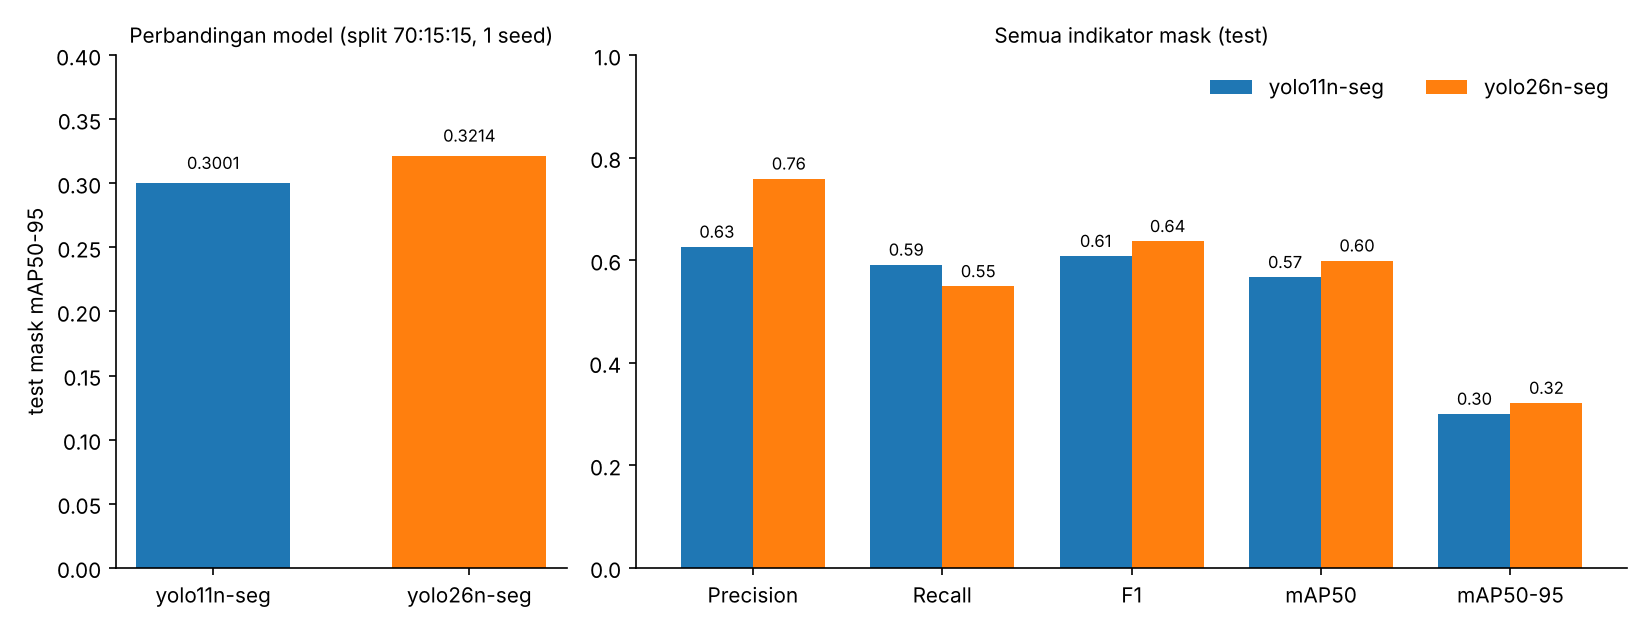 Perbandingan model (split 70:15:15, 1 seed)
0.40
0.35
0.30
0.25
0.20
0.15
0.10
0.05
0.00
test mask mAP50-95
0.3001
0.3214
yolo11n-seg
yolo26n-seg
Semua indikator mask (test)
yolo11n-seg
yolo26n-seg
1.0
0.8
0.6
0.4
0.2
0.0
0.63
0.76
0.59
0.55
0.61
0.64
0.57
0.60
0.30
0.32
Precision
Recall
F1
mAP50
mAP50-95